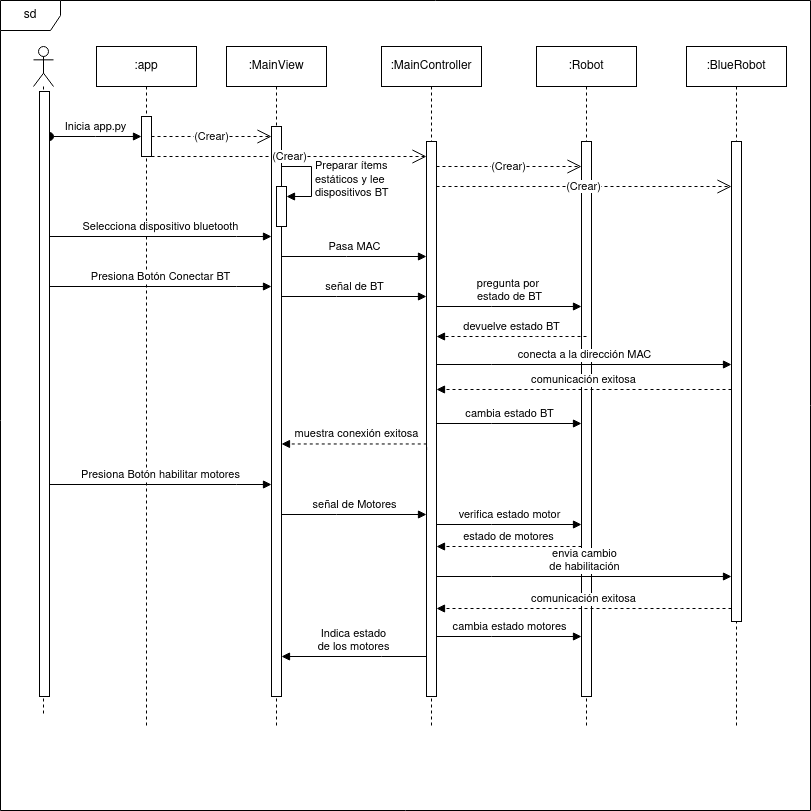 sd
:app
:MainView
:MainController
:Robot
:BlueRobot
Inicia app.py
(Crear)
(Crear)
Preparar ítems
estáticos y lee
dispositivos BT
(Crear)
(Crear)
Selecciona dispositivo bluetooth
Pasa MAC
Presiona Botón Conectar BT
señal de BT
pregunta por
estado de BT
devuelve estado BT
conecta a la dirección MAC
comunicación exitosa
cambia estado BT
muestra conexión exitosa
Presiona Botón habilitar motores
señal de Motores
verifica estado motor
estado de motores
envia cambio
de habilitación
comunicación exitosa
cambia estado motores
Indica estado
de los motores